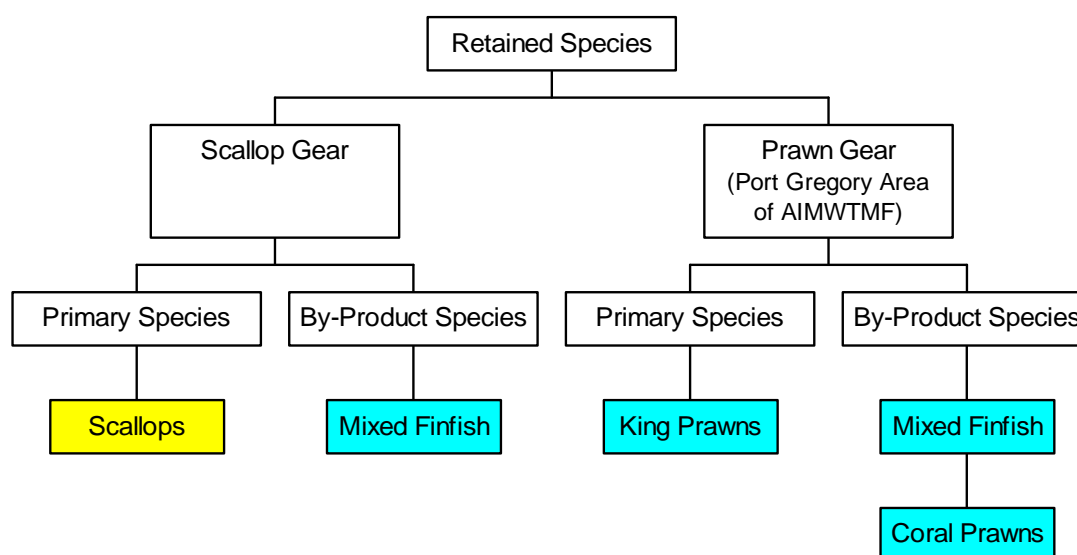 Retained Species
Scallop Gear
Prawn Gear
(Port Gregory Area
of AIMWTMF)
Primary Species
By-Product Species
Primary Species
By-Product Species
Scallops
Mixed Finfish
King Prawns
Mixed Finfish
Coral Prawns